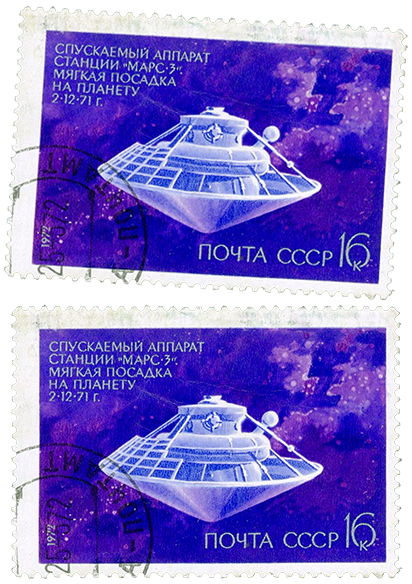 СПУСКАЕМЫЙ АППАРАТ
СТАНЦИИ "МАРС·3".
МЯГКАЯ ПОСАДКА
НА ПЛАНЕТУ
2·12·71 г.
1972
ПОЧТА СССР 16к
СПУСКАЕМЫЙ АППАРАТ
СТАНЦИИ "МАРС·3".
МЯГКАЯ ПОСАДКА
НА ПЛАНЕТУ
2·12·71 г.
1972
ПОЧТА СССР 16к